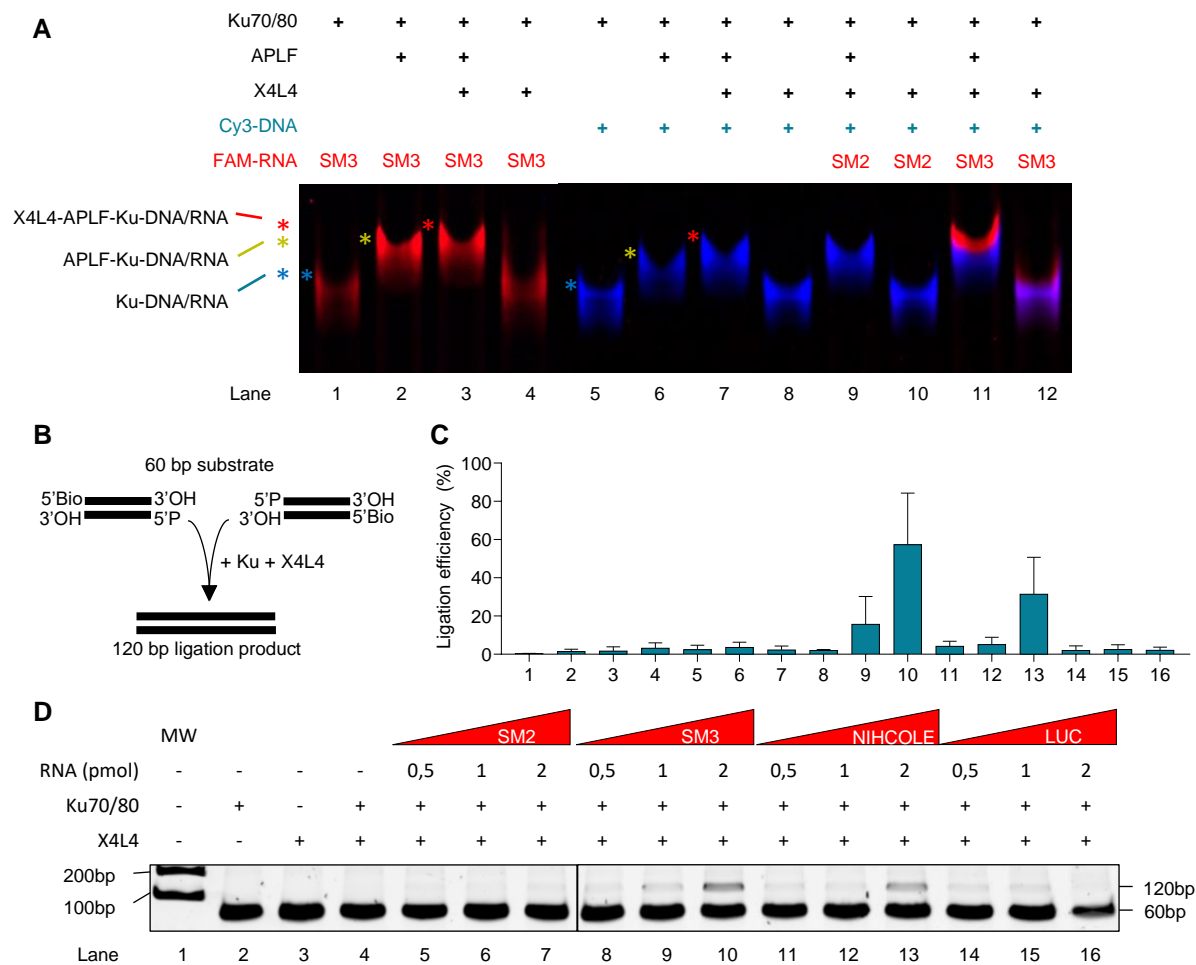 A
Ku70/80 + + + + + + + + + + + +
APLF + + + + + +
X4L4 + + + + + + + +
Cy3-DNA + + + + + + + +
FAM-RNA SM3 SM3 SM3 SM3 SM2 SM2 SM3 SM3
X4L4-APLF-Ku-DNA/RNA * *
APLF-Ku-DNA/RNA * * *
Ku-DNA/RNA * * *
*
Lane 1 2 3 4 5 6 7 8 9 10 11 12
B
60 bp substrate
5'Bio 3'OH 5'P 3'OH
3'OH 5'P 3'OH 5'Bio
+ Ku + X4L4
120 bp ligation product
C
Ligation efficiency (%)
100
80
60
40
20
0
1 2 3 4 5 6 7 8 9 10 11 12 13 14 15 16
D
MW SM2 SM3 NIHCOLE LUC
RNA (pmol) - - - - 0,5 1 2 0,5 1 2 0,5 1 2 0,5 1 2
Ku70/80 - + - + + + + + + + + + + + + +
X4L4 - - + + + + + + + + + + + + + +
200bp 120bp
100bp 60bp
Lane 1 2 3 4 5 6 7 8 9 10 11 12 13 14 15 16